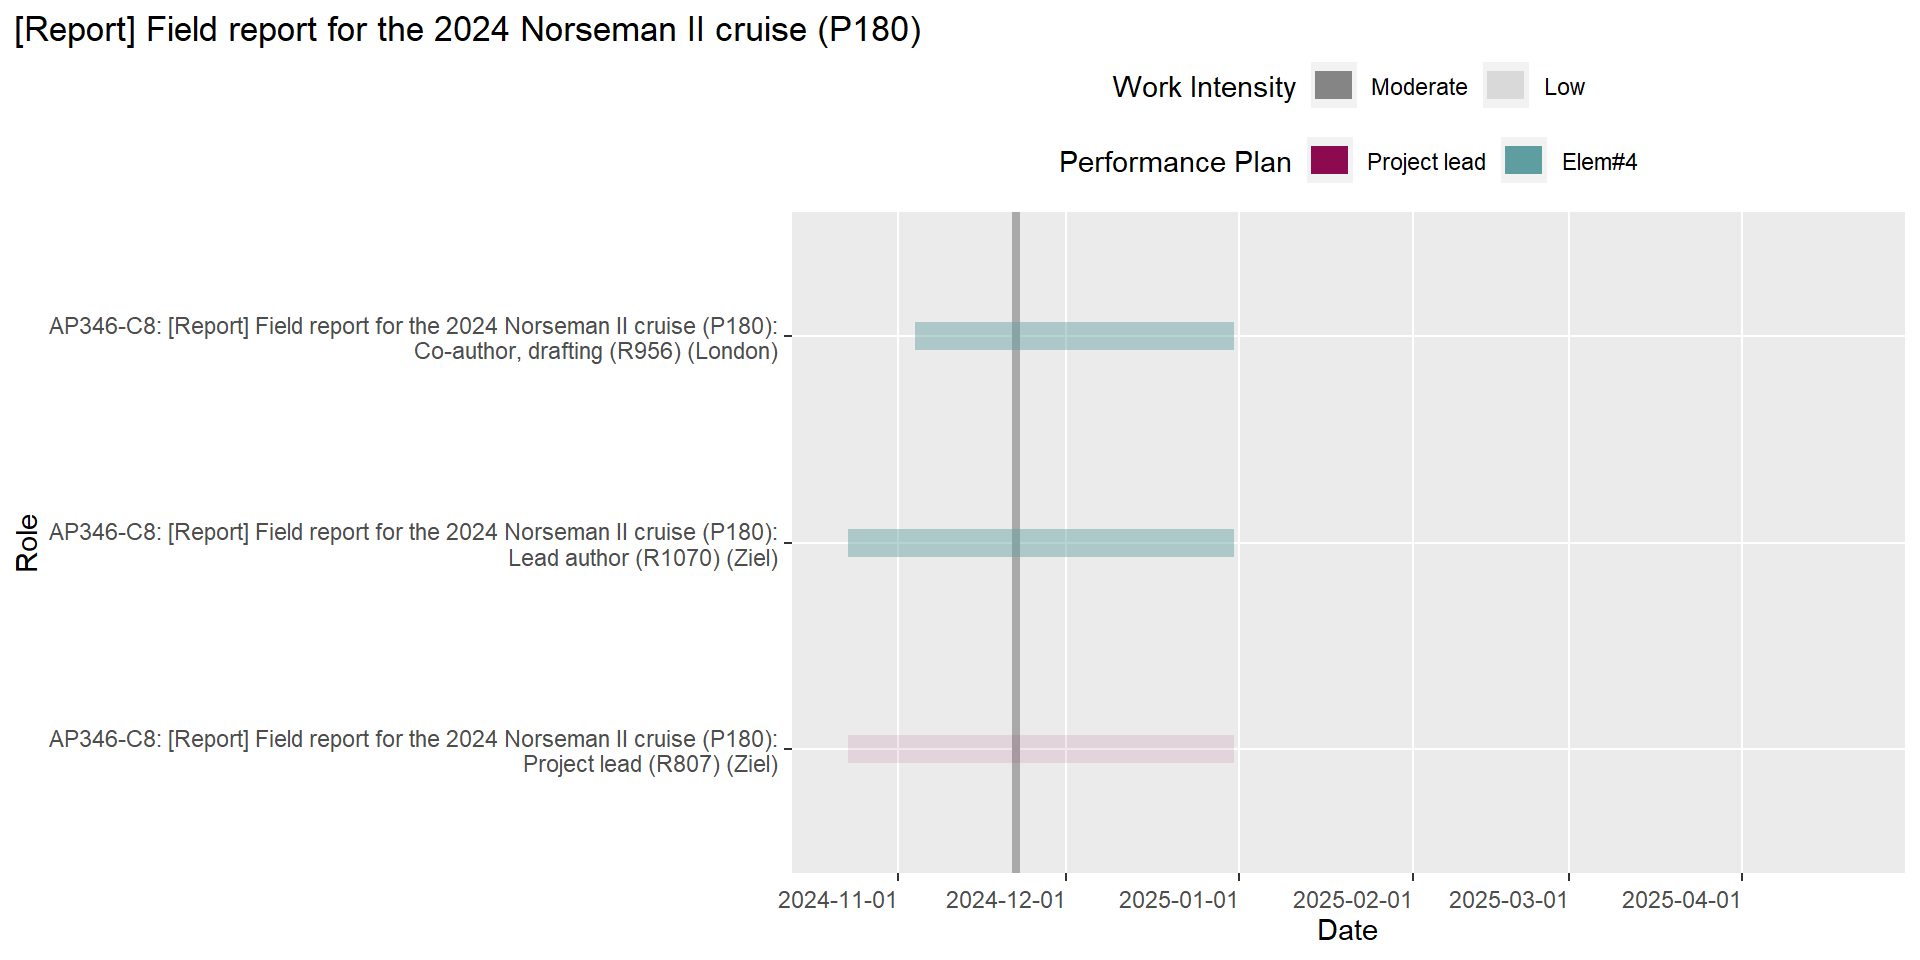 [Report] Field report for the 2024 Norseman II cruise (P180)
Work Intensity Moderate Low
Performance Plan Project lead Elem#4
AP346-C8: [Report] Field report for the 2024 Norseman II cruise (P180):
Co-author, drafting (R956) (London)
AP346-C8: [Report] Field report for the 2024 Norseman II cruise (P180):
Lead author (R1070) (Ziel)
AP346-C8: [Report] Field report for the 2024 Norseman II cruise (P180):
Project lead (R807) (Ziel)
Role
2024-11-01 2024-12-01 2025-01-01 2025-02-01 2025-03-01 2025-04-01
Date